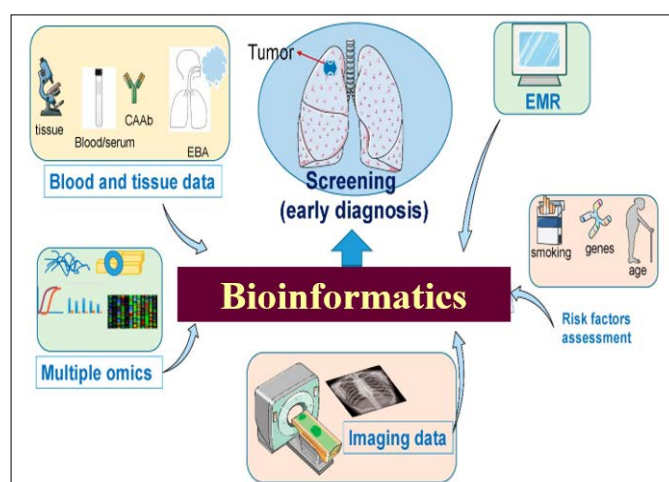 tissue
Blood/serum
CAAb
EBA
Blood and tissue data
Tumor
Screening
(early diagnosis)
EMR
smoking
genes
age
Risk factors
assessment
Bioinformatics
Multiple omics
Imaging data